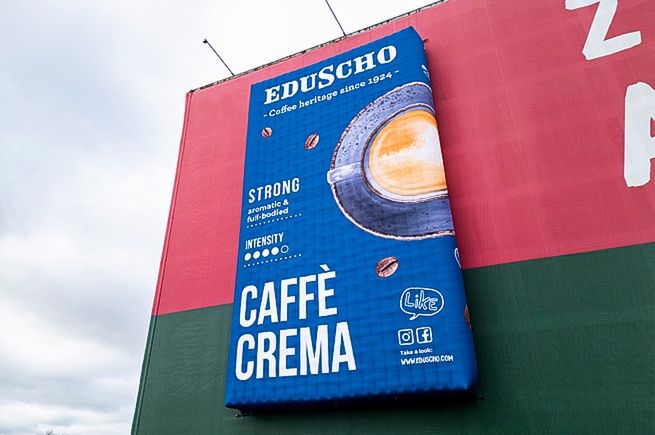 EDUSCHO
- Coffee heritage since 1924 -
STRONG
aromatic &
full-bodied
INTENSITY
CAFFÈ
CREMA
LikE
Take a look:
WWW.EDUSCHO.COM
Z
A